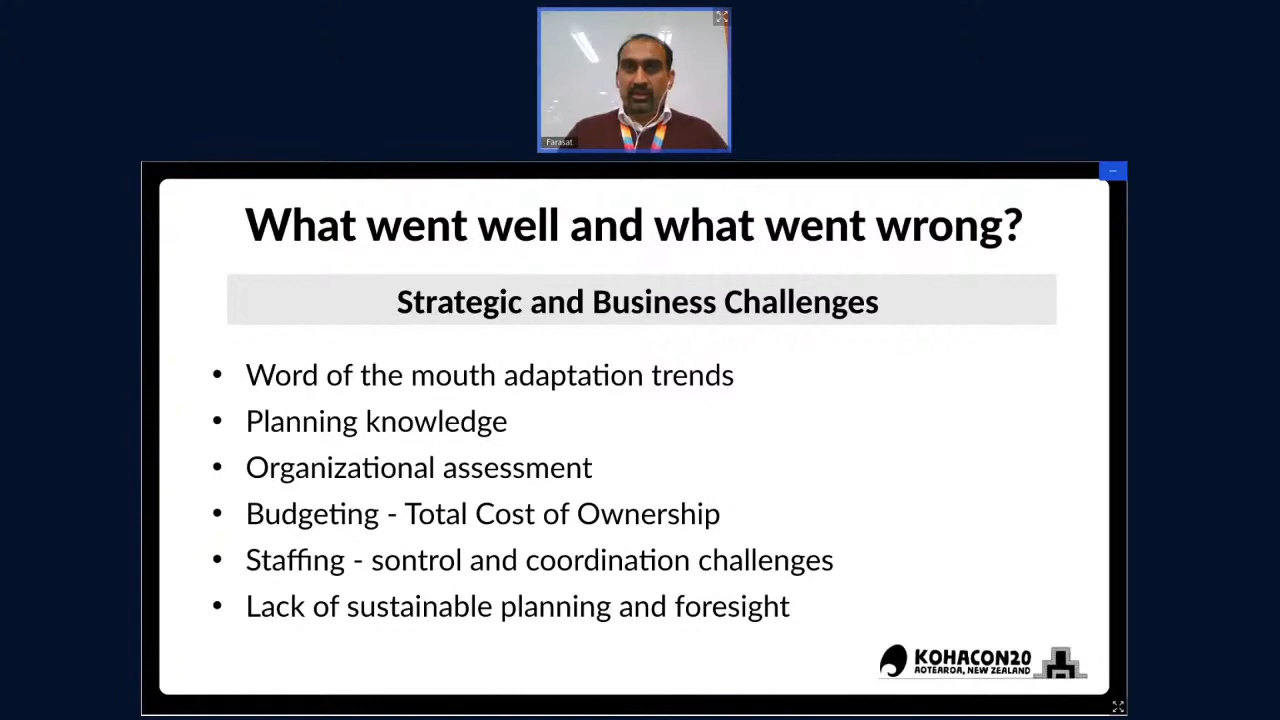 Farasat
What went well and what went wrong?
Strategic and Business Challenges
• Word of the mouth adaptation trends
• Planning knowledge
• Organizational assessment
• Budgeting - Total Cost of Ownership
• Staffing - sontrol and coordination challenges
• Lack of sustainable planning and foresight
KOHACON20
AOTEAROA, NEW ZEALAND